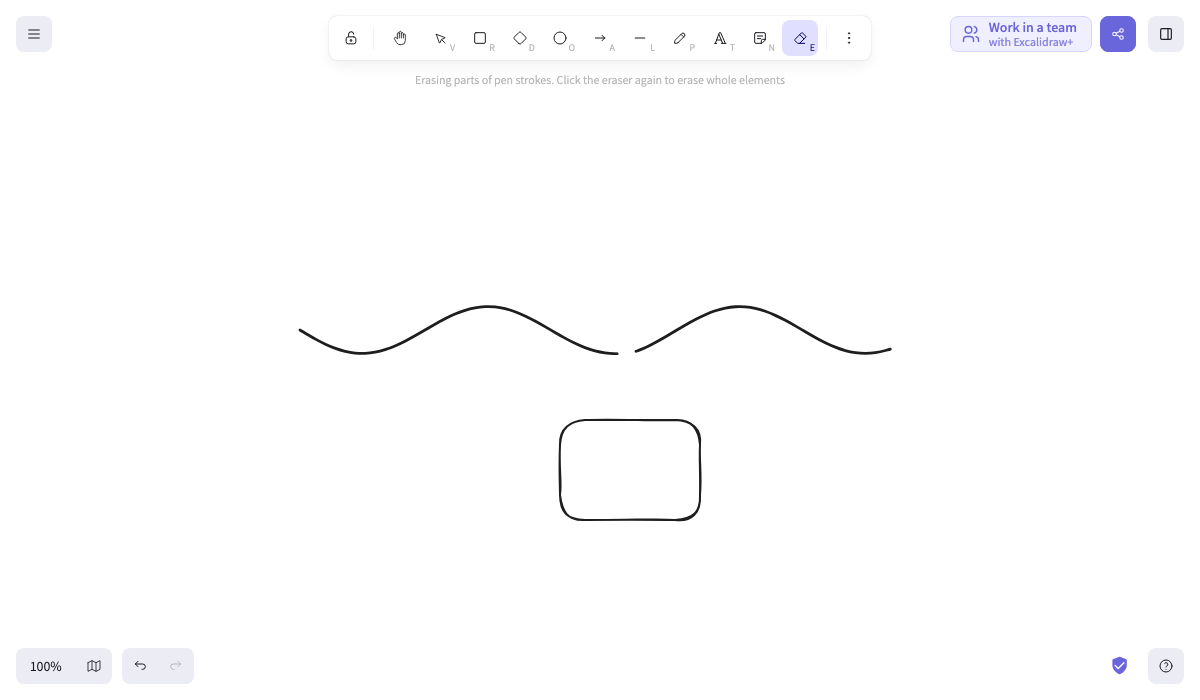 V
R
D
O
A
L
P
T
N
E
Work in a team
with Excalidraw+
Erasing parts of pen strokes. Click the eraser again to erase whole elements
100%